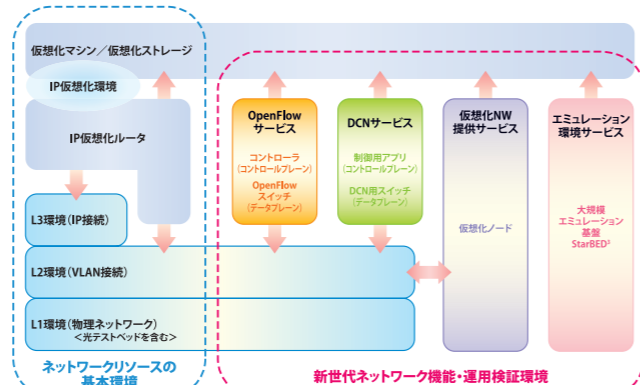 仮想化マシン／仮想化ストレージ
IP仮想化環境
IP仮想化ルータ
L3環境(IP接続)
L2環境(VLAN接続)
L1環境(物理ネットワーク)
<光テストベッドを含む>
ネットワークリソースの
基本環境
OpenFlow
サービス
コントローラ
(コントロールプレーン)
OpenFlow
スイッチ
(データプレーン)
DCNサービス
制御用アプリ
(コントロールプレーン)
DCN用スイッチ
(データプレーン)
仮想化NW
提供サービス
仮想化ノード
エミュレーション
環境サービス
大規模
エミュレーション
基盤
StarBED³
新世代ネットワーク機能・運用検証環境